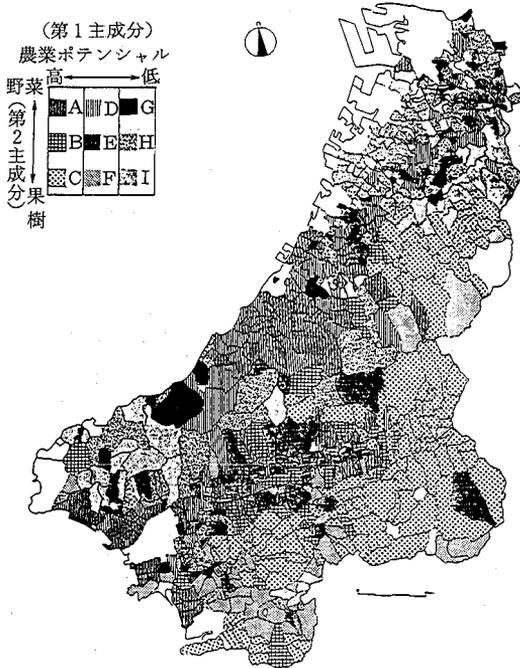 (第1主成分)
農業ポテンシャル
高 低
野菜
(第2主成分)
果樹
A D G
B E H
C F I